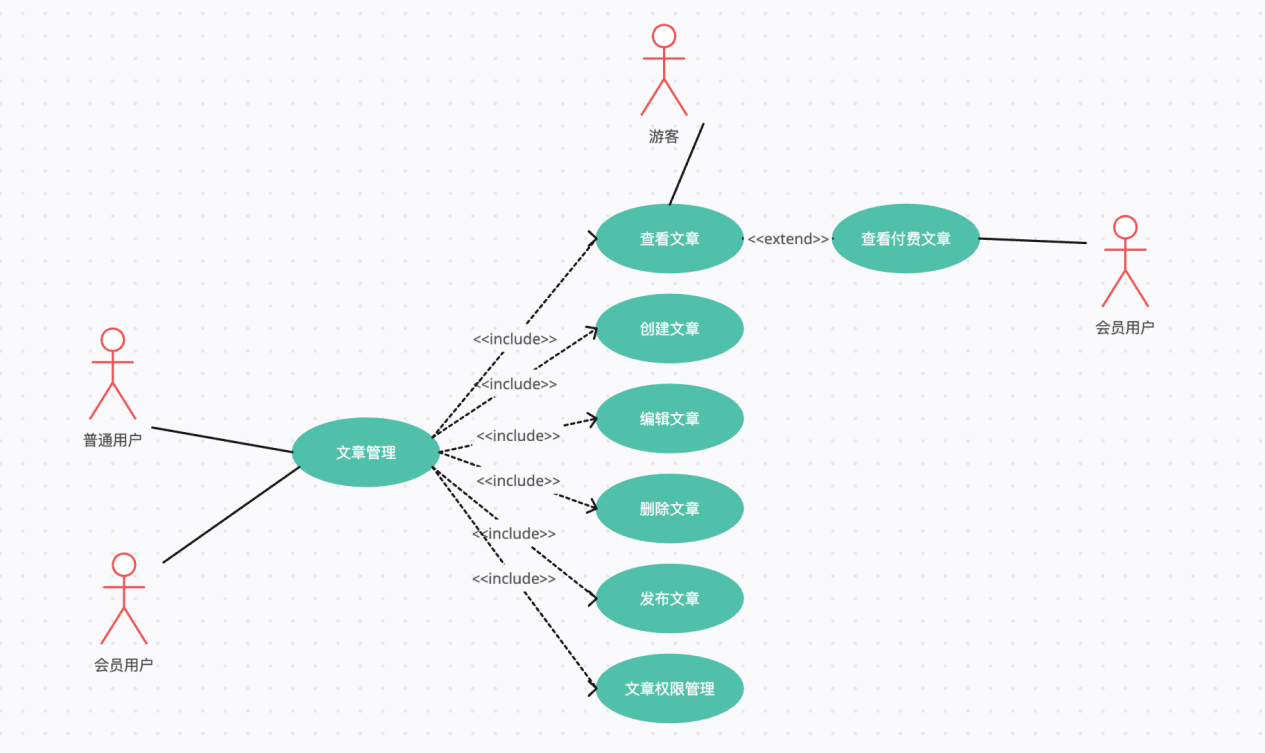 游客
查看文章
<<extend>>
查看付费文章
会员用户
<<include>>
创建文章
<<include>>
普通用户
编辑文章
<<include>>
文章管理
<<include>>
删除文章
<<include>>
发布文章
<<include>>
会员用户
文章权限管理